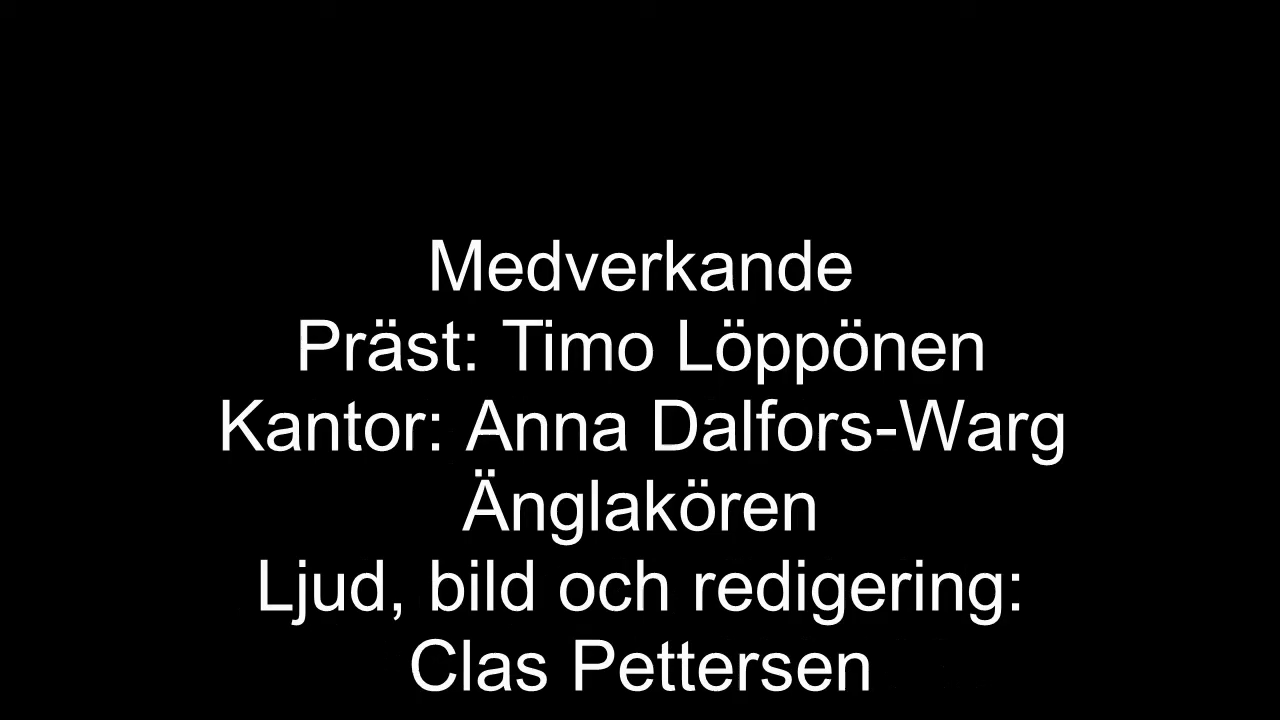 Medverkande
Präst: Timo Löppönen
Kantor: Anna Dalfors-Warg
Änglakören
Ljud, bild och redigering:
Clas Pettersen